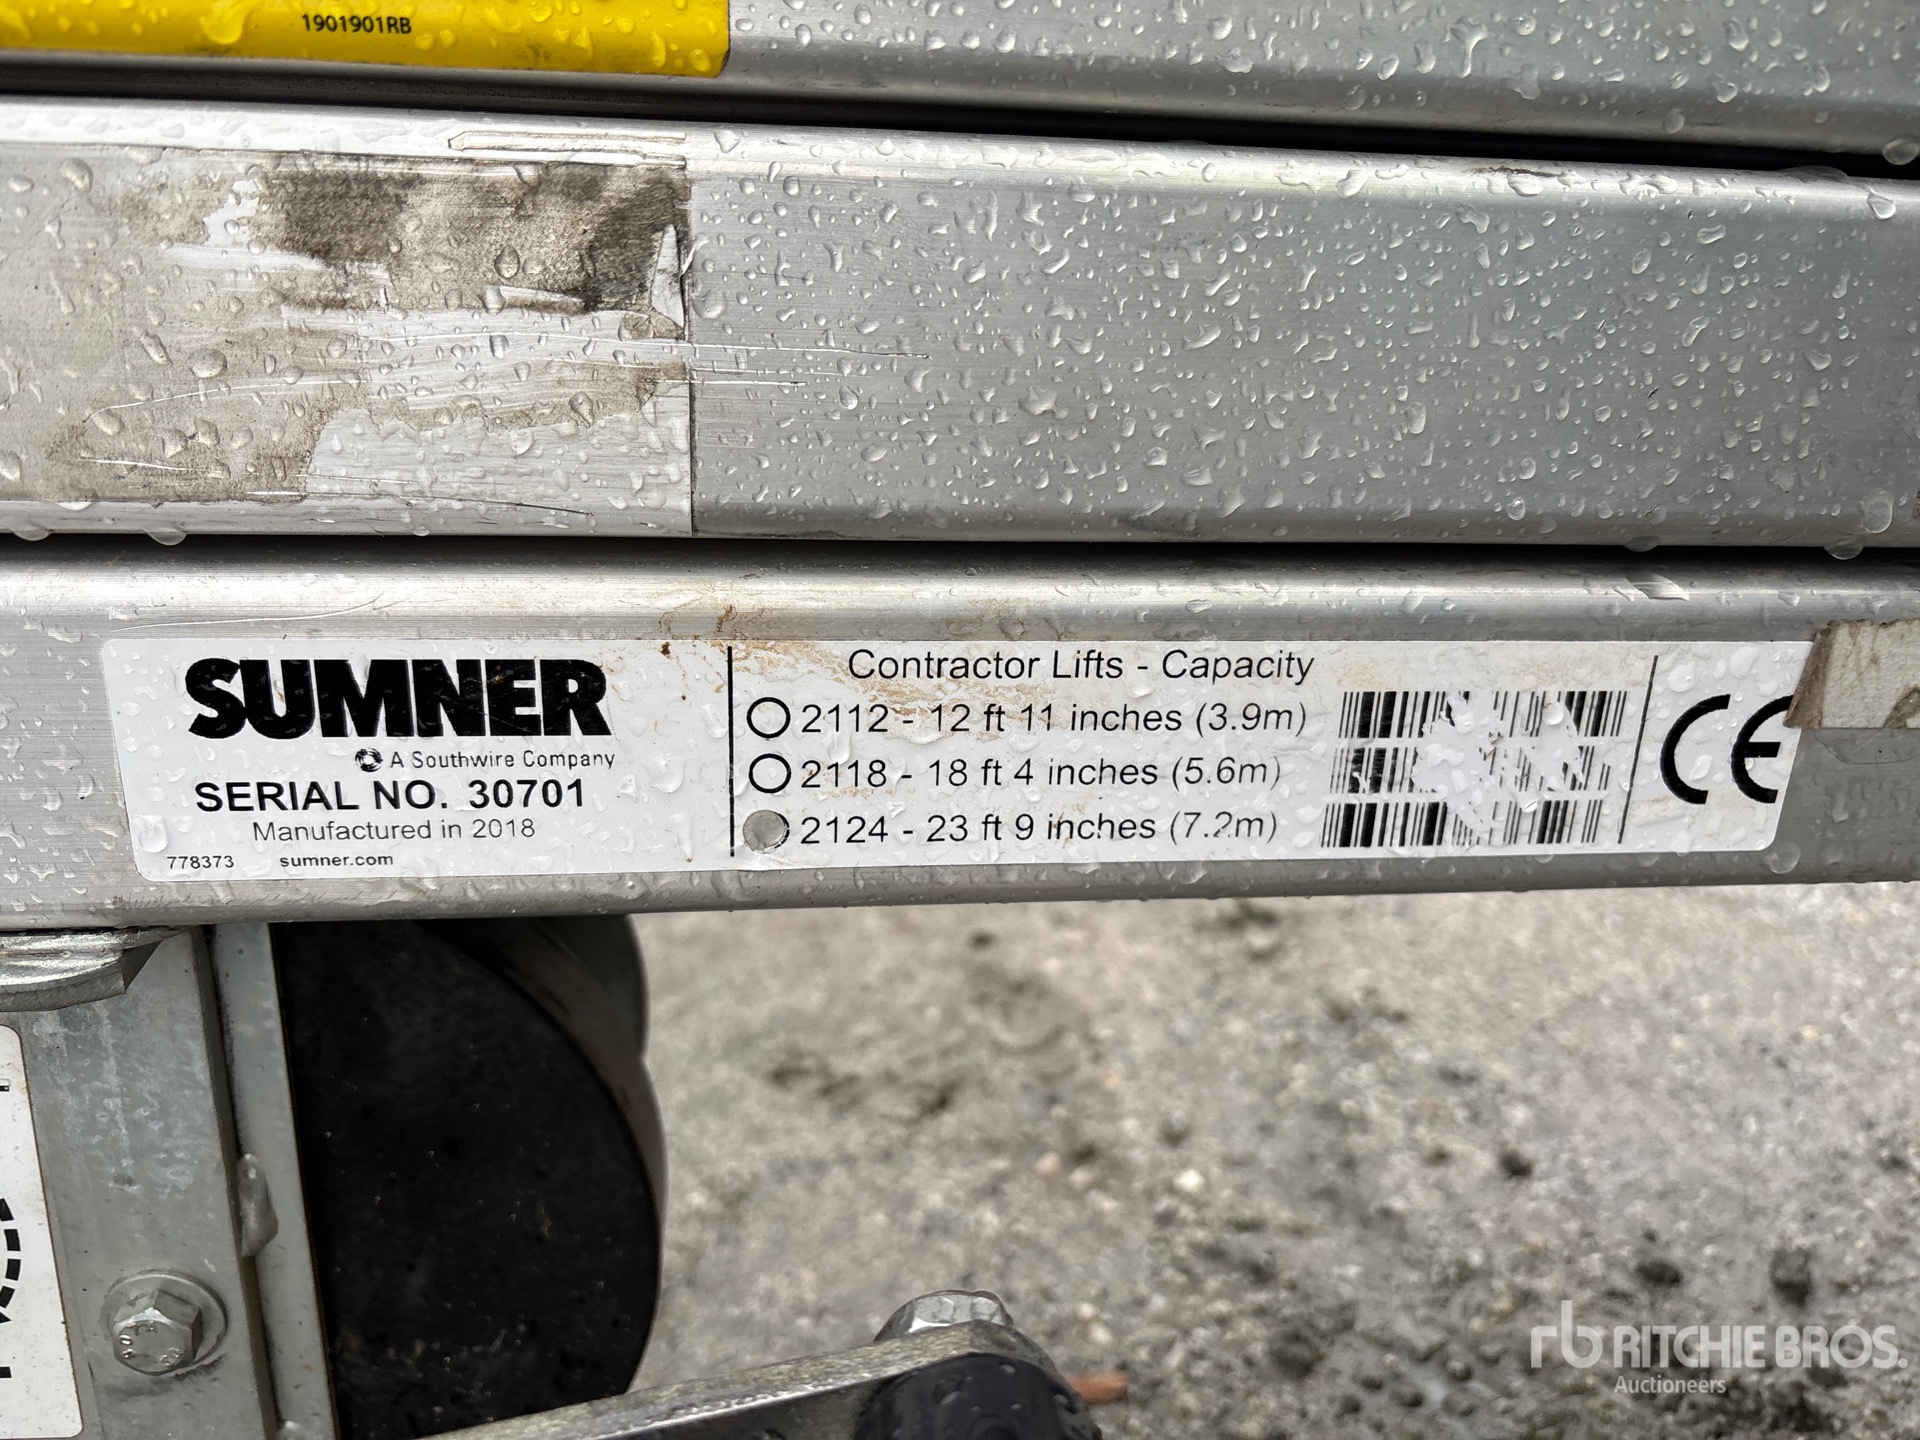 1901901RB
SUMNER
A Southwire Company
SERIAL NO. 30701
Manufactured in 2018
778373 sumner.com
Contractor Lifts - Capacity
2112 - 12 ft 11 inches (3.9m)
2118 - 18 ft 4 inches (5.6m)
2124 - 23 ft 9 inches (7.2m)
CE
rb RITCHIE BROS.
Auctioneers